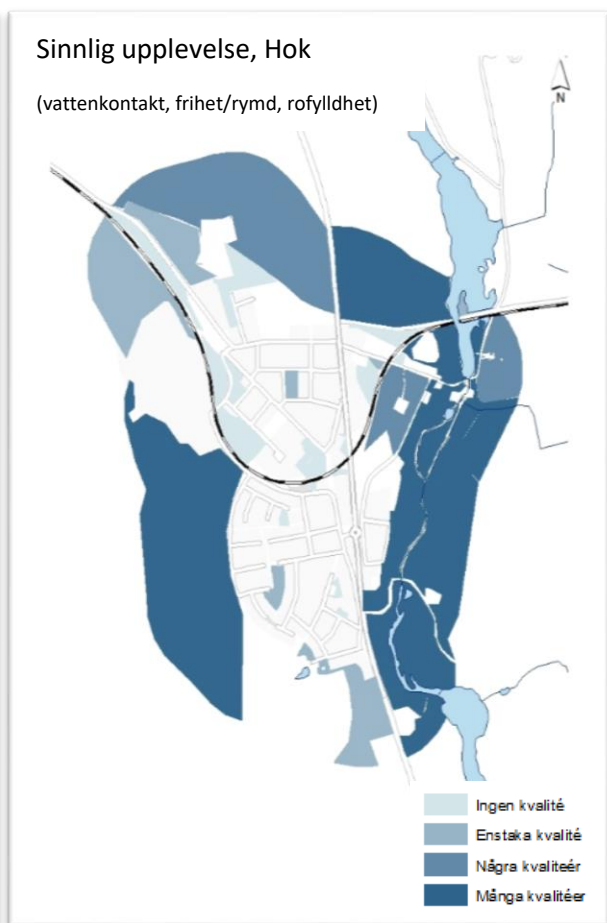 Sinnlig upplevelse, Hok
(vattenkontakt, frihet/rymd, rofylldhet)
N
Ingen kvalité
Enstaka kvalité
Några kvaliteér
Många kvalitéer